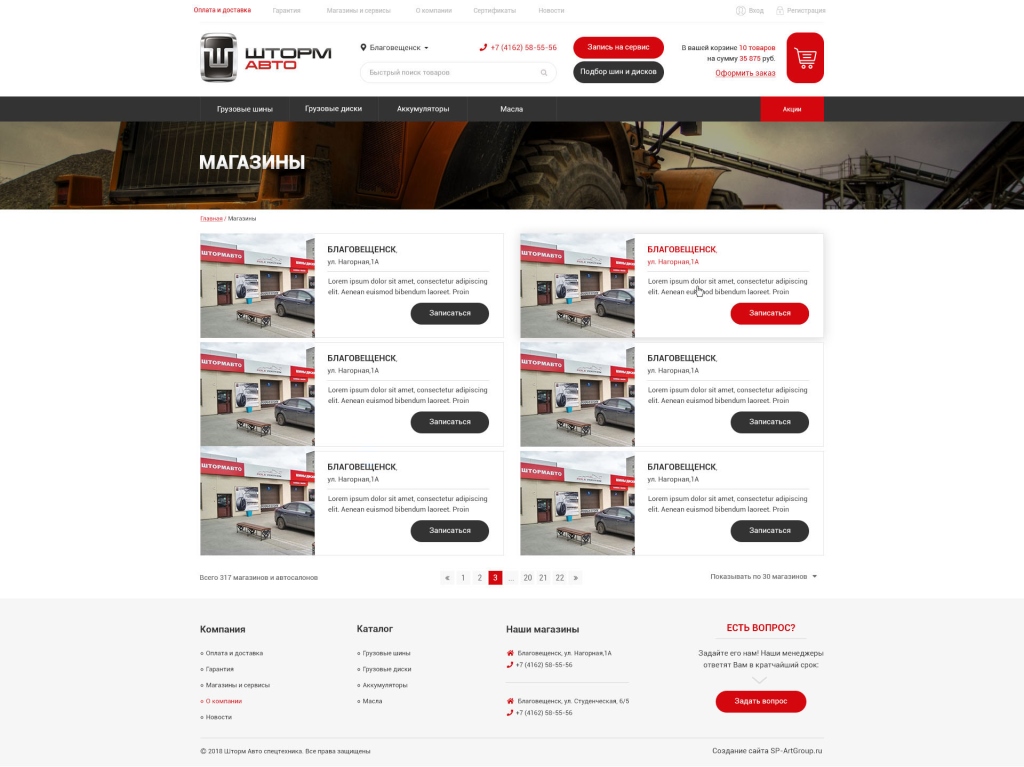 Оплата и доставка
Гарантии
Магазины и сервисы
О компании
Сертификаты
Новости
Вход
Регистрация
ШТОРМ
АВТО
Благовещенск
+7 (4162) 58-55-56
Запись на сервис
В вашей корзине 10 товаров
на сумму 35 875 руб.
Быстрый поиск товаров
Подбор шин и дисков
Оформить заказ
Грузовые шины
Грузовые диски
Аккумуляторы
Масла
Акции
МАГАЗИНЫ
Главная / Магазины
ШТОРМАВТО
БЛАГОВЕЩЕНСК,
ул. Нагорная,1А
Lorem ipsum dolor sit amet, consectetur adipiscing
elit. Aenean euismod bibendum laoreet. Proin
Записаться
ШТОРМАВТО
БЛАГОВЕЩЕНСК,
ул. Нагорная,1А
Lorem ipsum dolor sit amet, consectetur adipiscing
elit. Aenean euismod bibendum laoreet. Proin
Записаться
ШТОРМАВТО
БЛАГОВЕЩЕНСК,
ул. Нагорная,1А
Lorem ipsum dolor sit amet, consectetur adipiscing
elit. Aenean euismod bibendum laoreet. Proin
Записаться
ШТОРМАВТО
БЛАГОВЕЩЕНСК,
ул. Нагорная,1А
Lorem ipsum dolor sit amet, consectetur adipiscing
elit. Aenean euismod bibendum laoreet. Proin
Записаться
ШТОРМАВТО
БЛАГОВЕЩЕНСК,
ул. Нагорная,1А
Lorem ipsum dolor sit amet, consectetur adipiscing
elit. Aenean euismod bibendum laoreet. Proin
Записаться
ШТОРМАВТО
БЛАГОВЕЩЕНСК,
ул. Нагорная,1А
Lorem ipsum dolor sit amet, consectetur adipiscing
elit. Aenean euismod bibendum laoreet. Proin
Записаться
Всего 317 магазинов и автосалонов
« 1 2 3 ... 20 21 22 »
Показывать по 30 магазинов
Компания
Оплата и доставка
Гарантия
Магазины и сервисы
О компании
Новости
Каталог
Грузовые шины
Грузовые диски
Аккумуляторы
Масла
Наши магазины
Благовещенск, ул. Нагорная,1А
+7 (4162) 58-55-56
Благовещенск, ул. Студенческая, 6/5
+7 (4162) 58-55-56
ЕСТЬ ВОПРОС?
Задайте его нам! Наши менеджеры
ответят Вам в кратчайший срок:
Задать вопрос
© 2018 Шторм Авто спецтехника. Все права защищены
Создание сайта SP-ArtGroup.ru